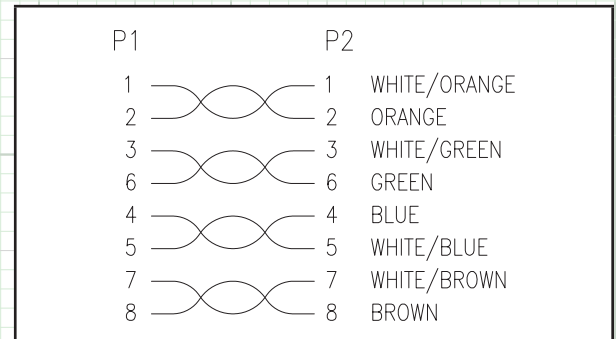 P1 P2
1 1 WHITE/ORANGE
2 2 ORANGE
3 3 WHITE/GREEN
6 6 GREEN
4 4 BLUE
5 5 WHITE/BLUE
7 7 WHITE/BROWN
8 8 BROWN